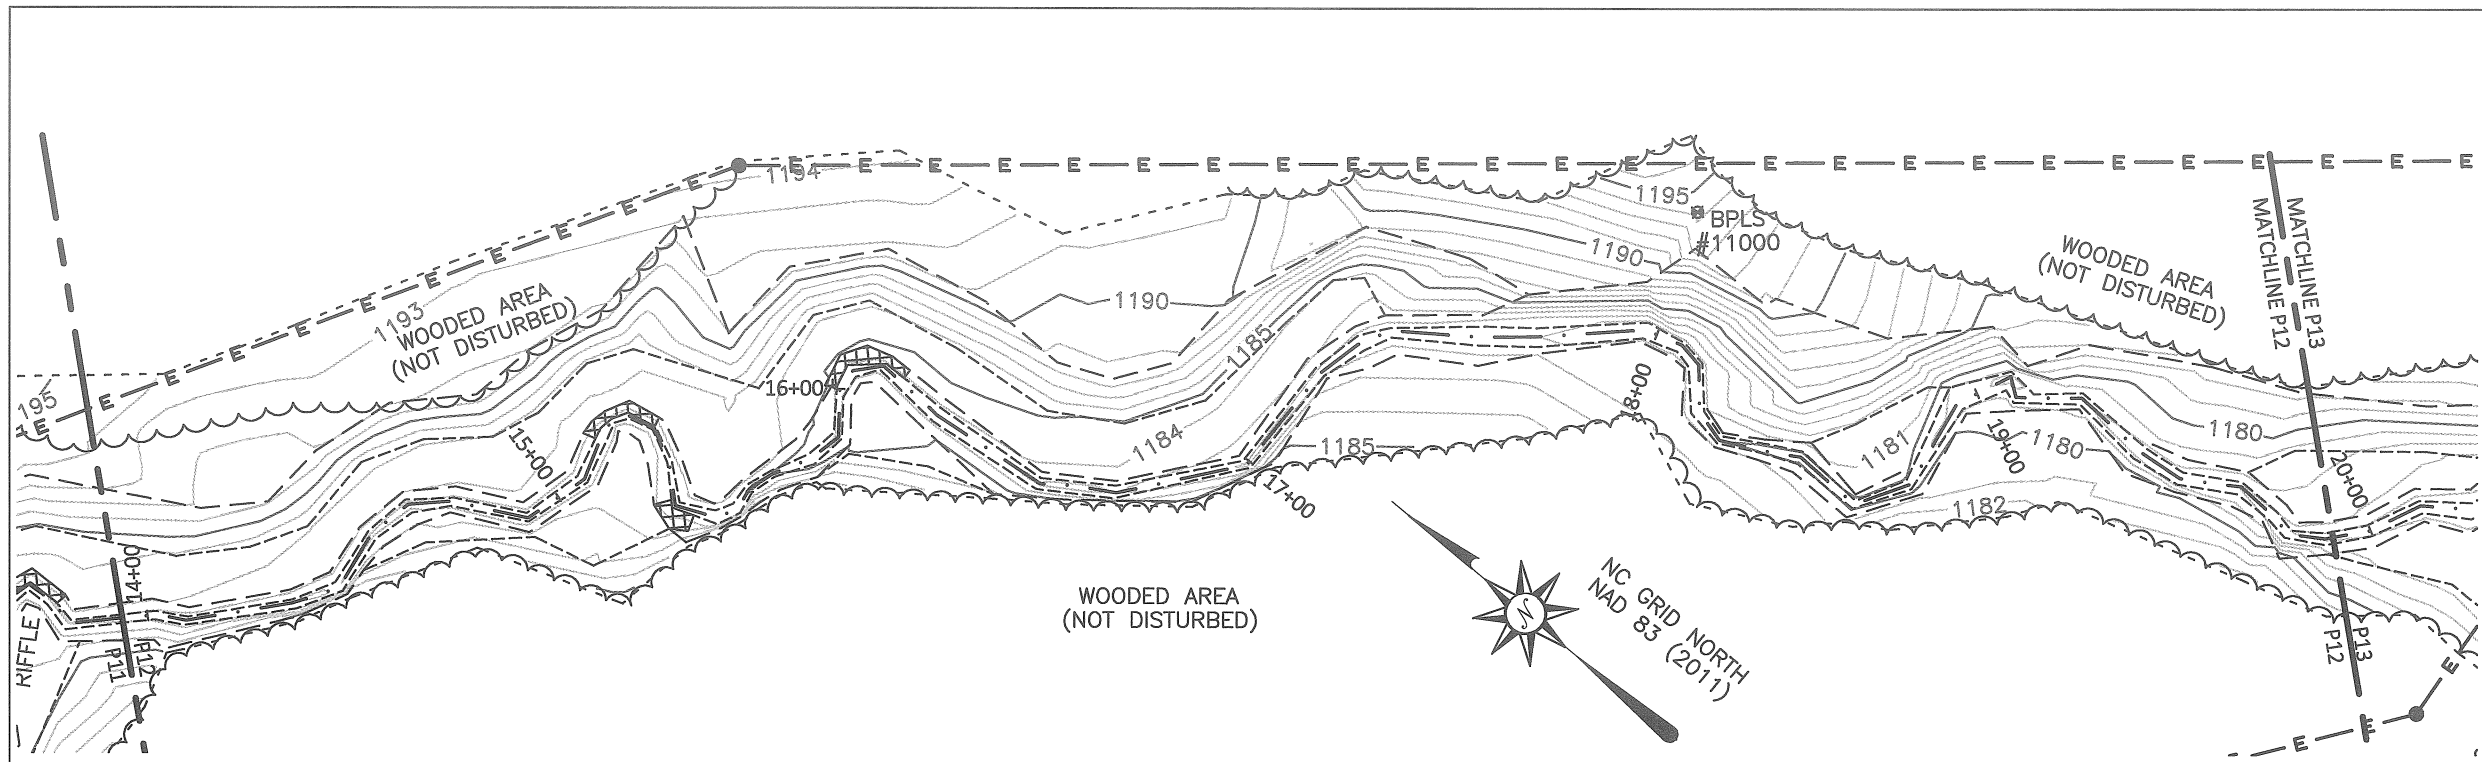 1194
1195
BPLS
#11000
1193
WOODED AREA
(NOT DISTURBED)
1190
1190
WOODED AREA
(NOT DISTURBED)
MATCHLINE P12
MATCHLINE P13
195
1185
16+00
18+00
15+00
1184
1185
1181
19+00
1180
1180
20+00
17+00
1182
14+00
WOODED AREA
(NOT DISTURBED)
N
NC GRID NORTH
NAD 83 (2011)
RIFFLE
P11
P12
P12
P13
E E E E E E E E E E
E E E E E E E E E E E E E E E E E E E E E E E E E
E
E E